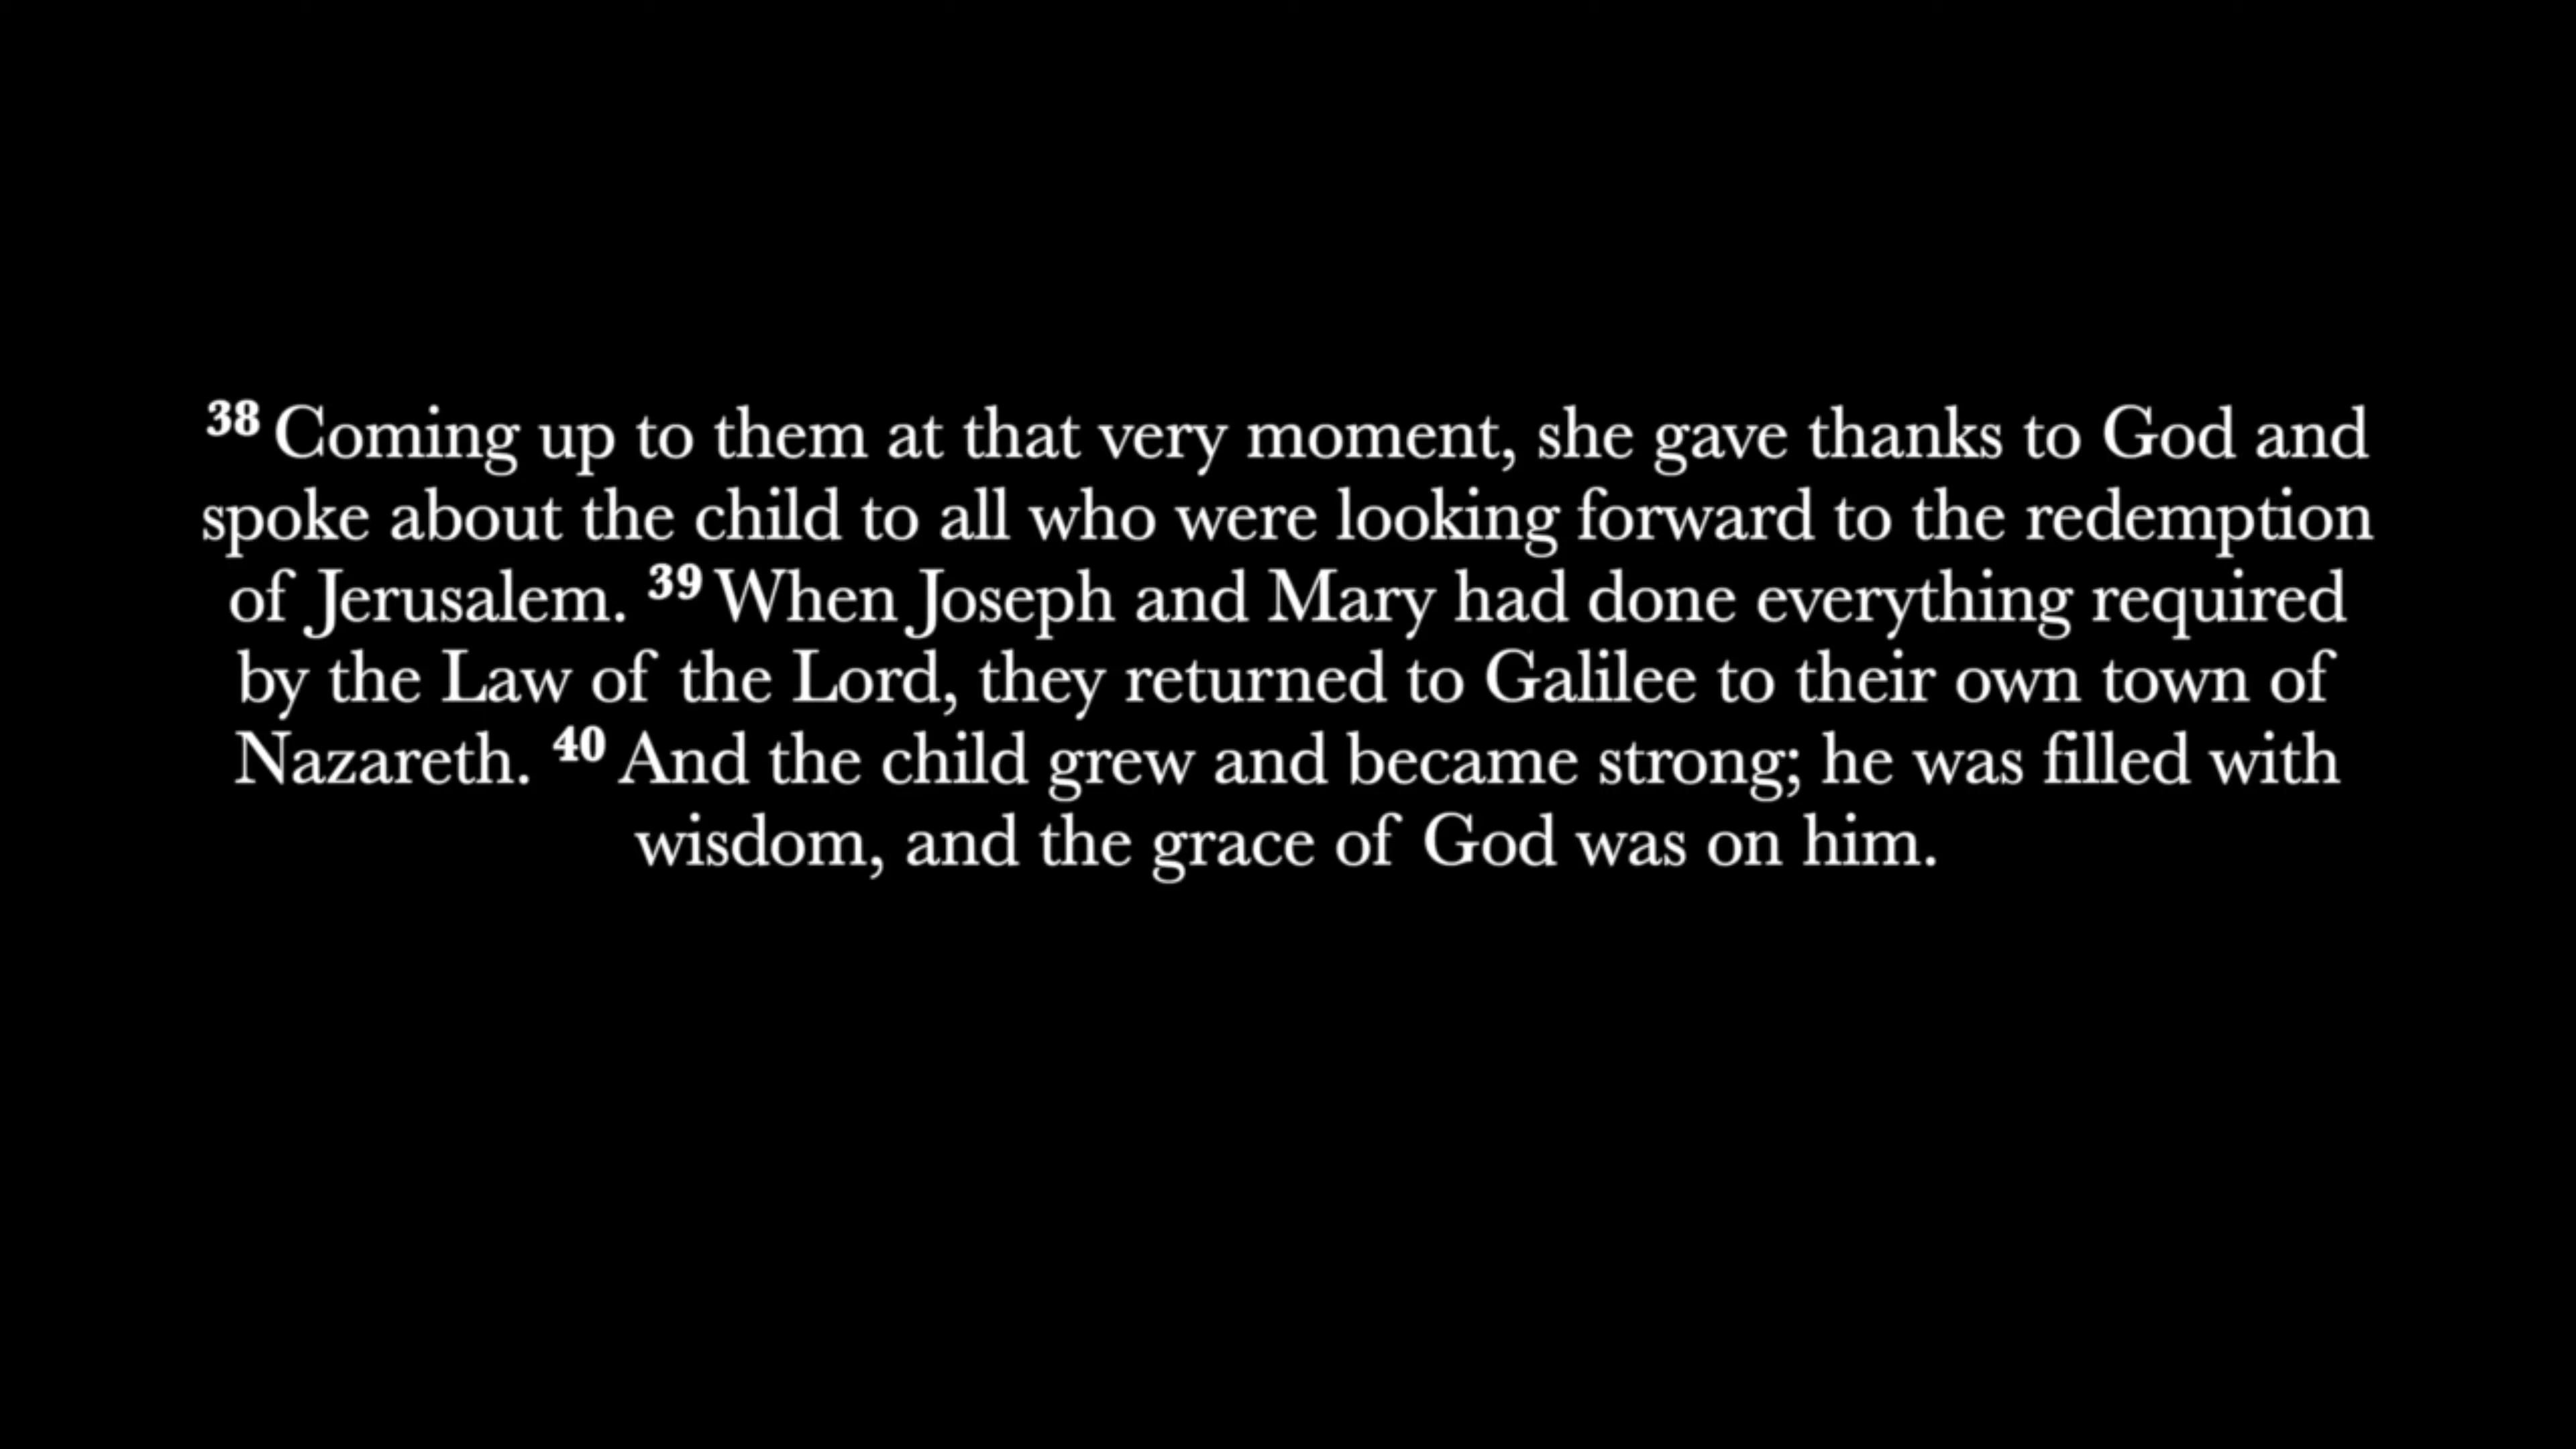 38 Coming up to them at that very moment, she gave thanks to God and
spoke about the child to all who were looking forward to the redemption
of Jerusalem. 39 When Joseph and Mary had done everything required
by the Law of the Lord, they returned to Galilee to their own town of
Nazareth. 40 And the child grew and became strong; he was filled with
wisdom, and the grace of God was on him.